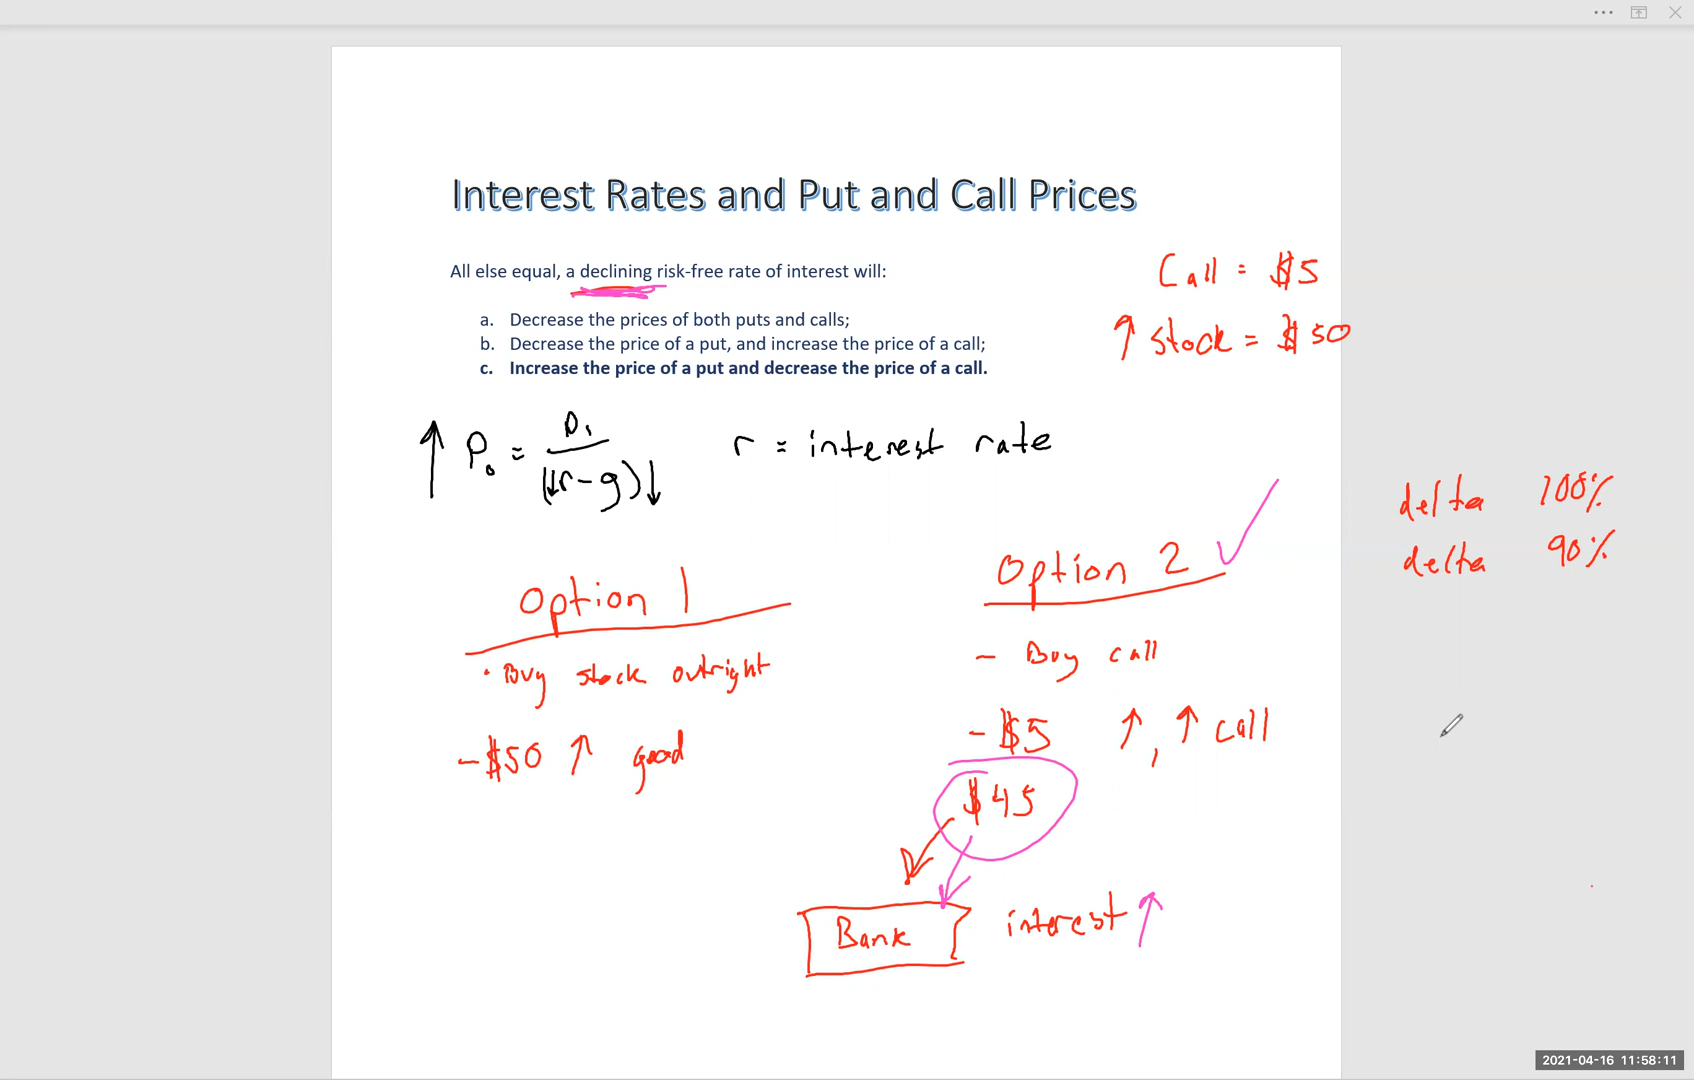 Interest Rates and Put and Call Prices
All else equal, a declining risk-free rate of interest will:
a. Decrease the prices of both puts and calls;
b. Decrease the price of a put, and increase the price of a call;
c. Increase the price of a put and decrease the price of a call.
Call = $5
↑ Stock = $50
↑ P₀ = D₁ / (↓r - g)↓
r = interest rate
delta 100%
delta 90%
Option 1
• Buy stock outright
- $50 ↑ good
Option 2 ✓
- Buy call
- $5 ↑, ↑ call
$45
Bank
interest ↑
2021-04-16 11:58:11